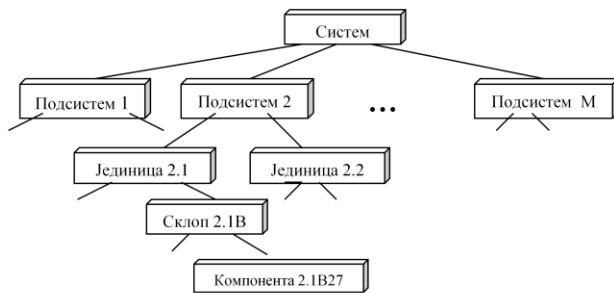 Систем
Подсистем 1
Подсистем 2
...
Подсистем М
Јединица 2.1
Јединица 2.2
Склоп 2.1В
Компонента 2.1В27